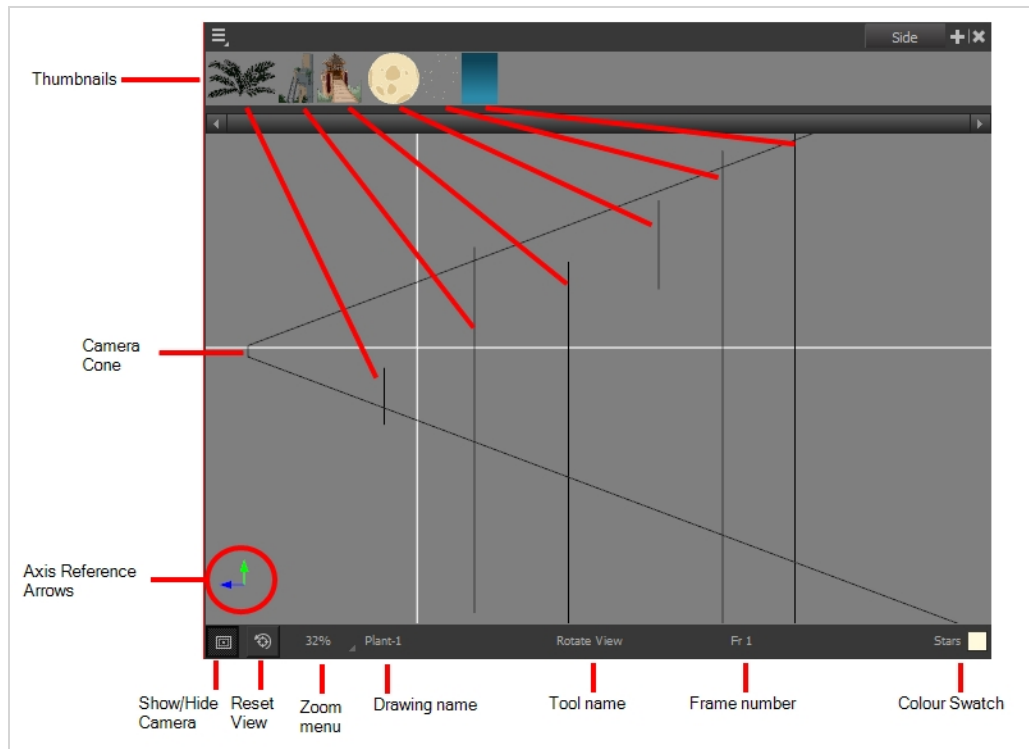 Side
Thumbnails
Camera
Cone
Axis Reference
Arrows
32%
Plant-1
Rotate View
Fr 1
Stars
Show/Hide
Camera
Reset
View
Zoom
menu
Drawing name
Tool name
Frame number
Colour Swatch